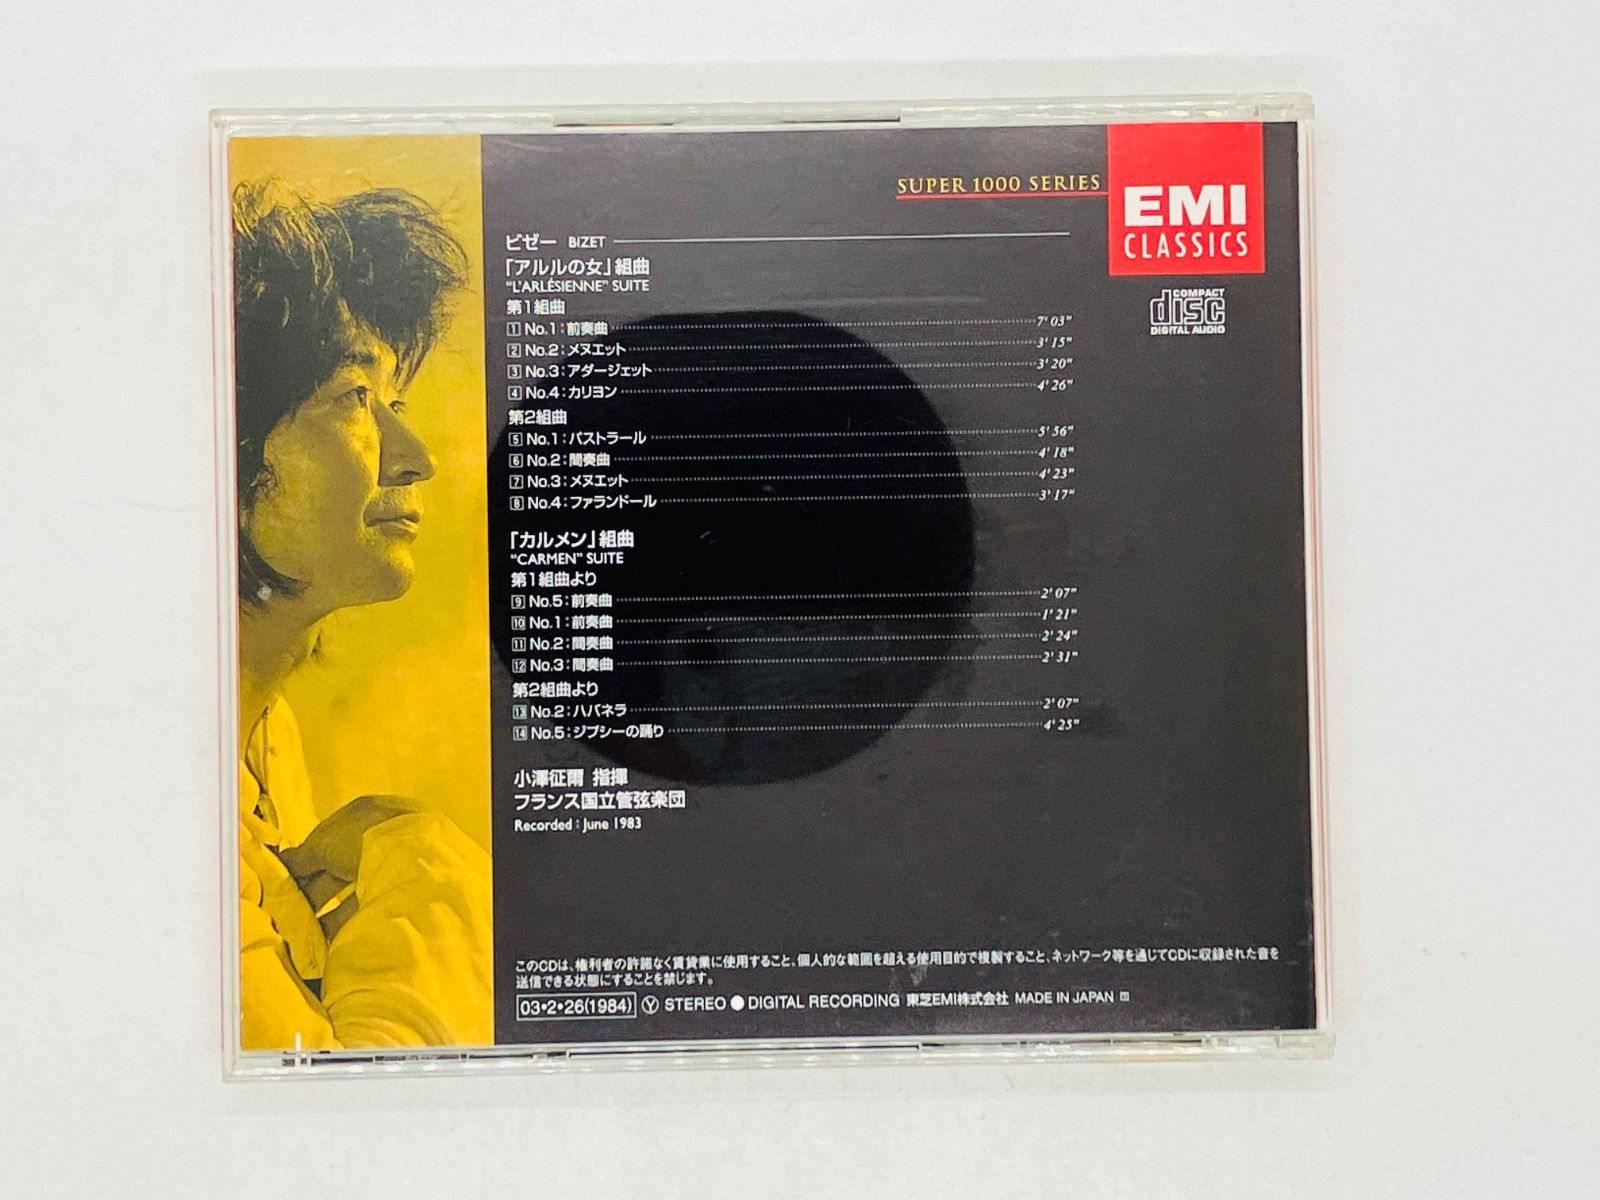 SUPER 1000 SERIES
EMI
CLASSICS
COMPACT
disc
DIGITAL AUDIO
ビゼー BIZET
「アルルの女」組曲
"L'ARLÉSIENNE" SUITE
第1組曲
1 No.1:前奏曲 7'03"
2 No.2:メヌエット 3'15"
3 No.3:アダージェット 3'20"
4 No.4:カリヨン 4'26"
第2組曲
5 No.1:パストラール 5'56"
6 No.2:間奏曲 4'18"
7 No.3:メヌエット 4'23"
8 No.4:ファランドール 3'17"
「カルメン」組曲
"CARMEN" SUITE
第1組曲より
9 No.5:前奏曲 2'07"
10 No.1:前奏曲 1'21"
11 No.2:間奏曲 2'24"
12 No.3:間奏曲 2'31"
第2組曲より
13 No.2:ハバネラ 2'07"
14 No.5:ジプシーの踊り 4'25"
小澤征爾 指揮
フランス国立管弦楽団
Recorded:June 1983
このCDは、権利者の許諾なく賃貸業に使用すること、個人的な範囲を超える使用目的で複製すること、ネットワーク等を通じてCDに収録された音を
送信できる状態にすることを禁じます。
03・2・26(1984) Ⓨ STEREO ● DIGITAL RECORDING 東芝EMI株式会社 MADE IN JAPAN